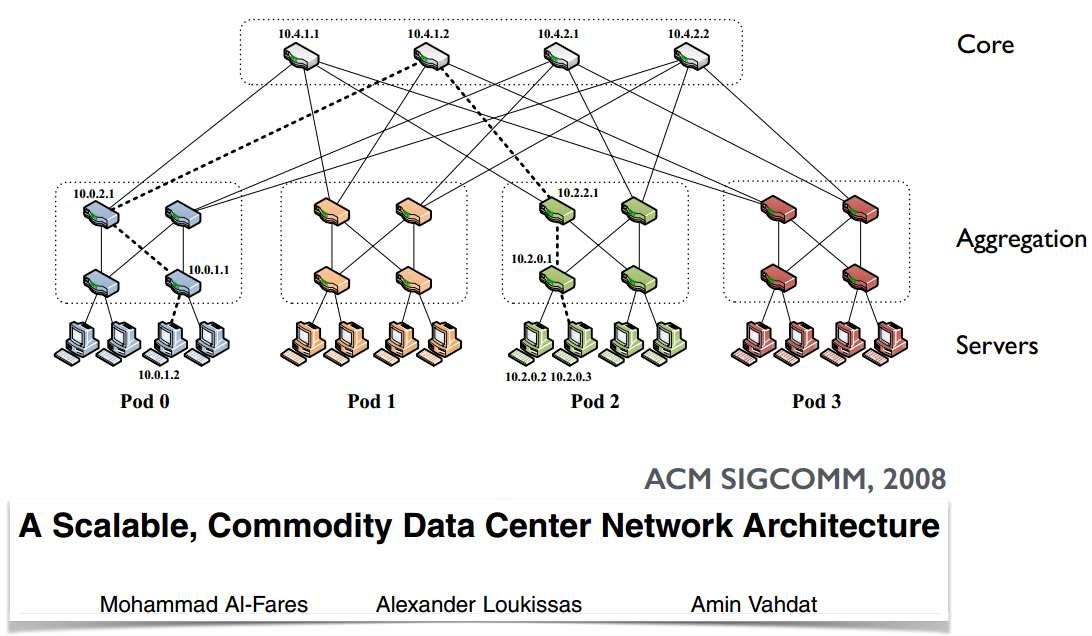 10.4.1.1 10.4.1.2 10.4.2.1 10.4.2.2
Core
10.0.2.1 10.2.2.1
Aggregation
10.2.0.1
10.0.1.1
Servers
10.0.1.2 10.2.0.2 10.2.0.3
Pod 0 Pod 1 Pod 2 Pod 3
ACM SIGCOMM, 2008
A Scalable, Commodity Data Center Network Architecture
Mohammad Al-Fares Alexander Loukissas Amin Vahdat